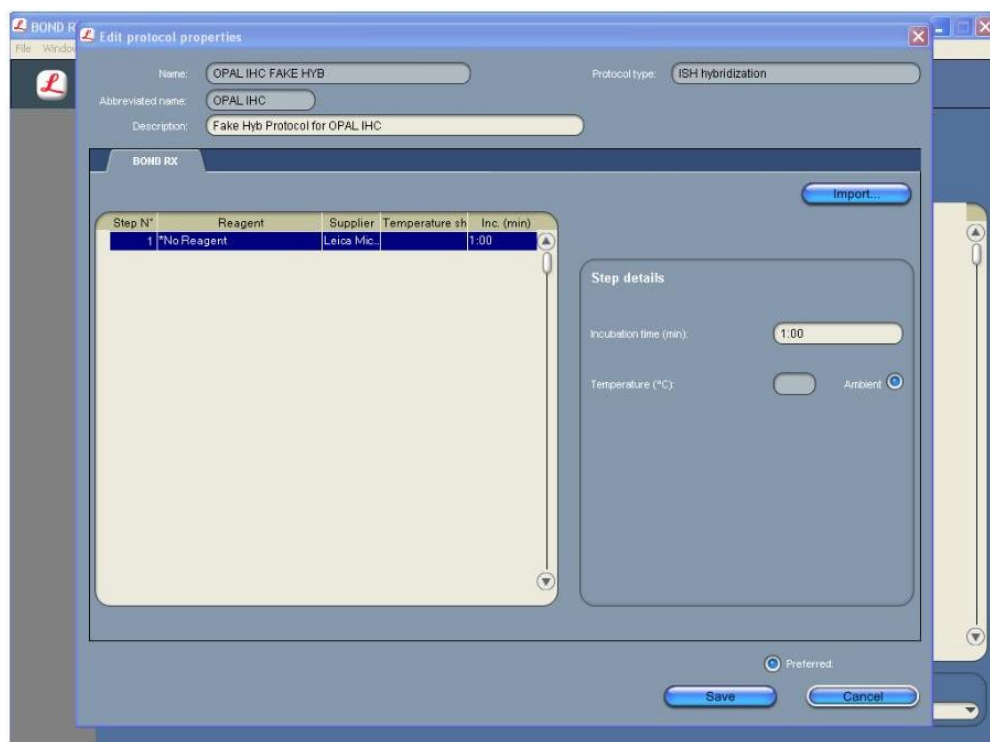 BOND R
Edit protocol properties
File Window
Name: OPAL IHC FAKE HYB Protocol type: ISH hybridization
Abbreviated name: OPAL IHC
Description: Fake Hyb Protocol for OPAL IHC
BOND RX
Import...
Step N° Reagent Supplier Temperature sh Inc. (min)
1 *No Reagent Leica Mic... 1:00
Step details
Incubation time (min): 1:00
Temperature (°C): Ambient
Preferred:
Save Cancel